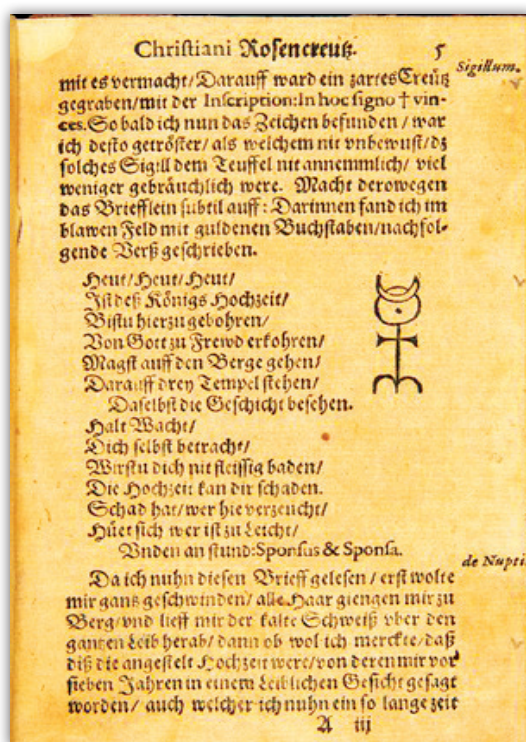 Christiani Rosencreutz. 5
Sigillum.
mit es vermacht/Darauff ward ein zartes Creutz
gegraben/mit der Inscription:In hoc signo † vin-
ces. So bald ich nun das Zeichen befunden / war
ich desto getröster/ als welchem nit vnbewust/dz
solches Sigill dem Teuffel nit annemmlich/ viel
weniger gebräuchlich were. Macht derowegen
das Briefflein subtil auff: Darinnen fand ich im
blawen Feld mit guldenen Buchstaben/nachfol-
gende Verß geschrieben.
Heut/Heut/Heut/
Ist deß Königs Hochzeit/
Bistu hierzu gebohren/
Von Gott zu Frewd erkohren/
Magst auff den Berge gehen/
Darauff drey Tempel stehen/
Daselbst die Geschicht besehen.
Halt Wacht/
Dich selbst betracht/
Wirstu dich nit fleissig baden/
Die Hochzeit kan dir schaden.
Schad hat/wer hie verzeucht/
Hüet sich wer ist zu Leicht/
Vnden an stund:Sponsus & Sponsa.
de Nupti
Da ich nuhn diesen Brieff gelesen / erst wolte
mir gans geschwinden/ alle Haar giengen mir zu
Berg/vnd lieff mir der kalte Schweiß vber den
gantzen Leib herab/ dann ob wol ich merckte/daß
diß die angestelt Hochzeit were/von deren mir vor
sieben Jahren in einem Leiblichen Gesicht gesagt
worden/ auch welcher ich nuhn ein so lange zeit
A iij